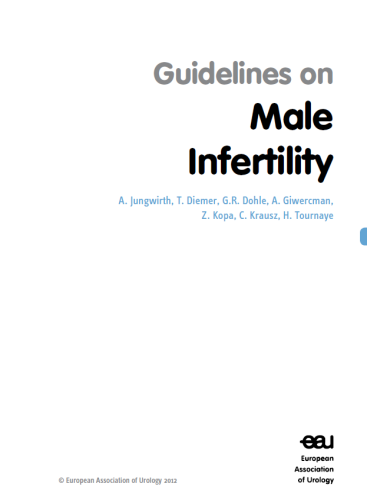 Guidelines on
Male
Infertility
A. Jungwirth, T. Diemer, G.R. Dohle, A. Giwercman,
Z. Kopa, C. Krausz, H. Tournaye
eau
European
Association
of Urology
© European Association of Urology 2012